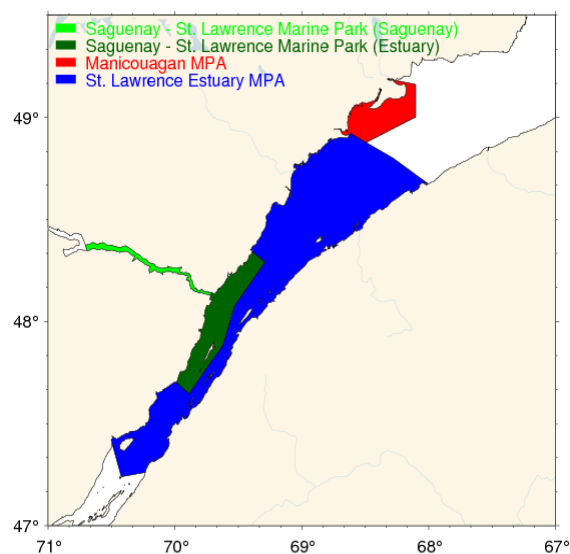 Saguenay - St. Lawrence Marine Park (Saguenay)
Saguenay - St. Lawrence Marine Park (Estuary)
Manicouagan MPA
St. Lawrence Estuary MPA
49°
48°
47°
71° 70° 69° 68° 67°